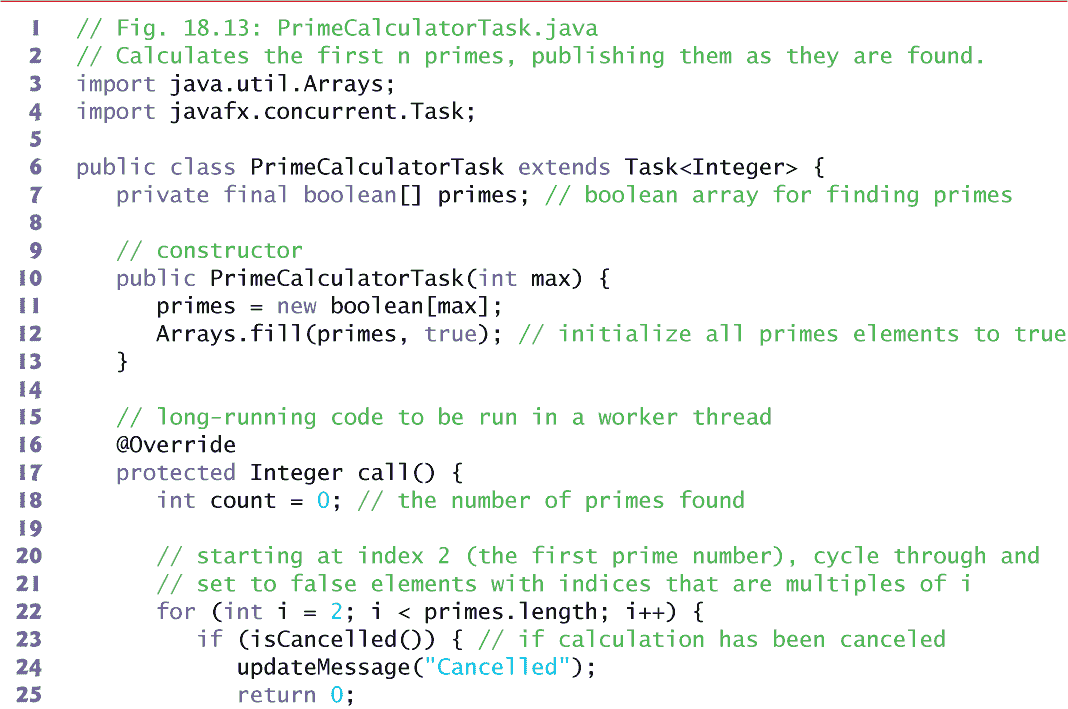 1 // Fig. 18.13: PrimeCalculatorTask.java
2 // Calculates the first n primes, publishing them as they are found.
3 import java.util.Arrays;
4 import javafx.concurrent.Task;
5
6 public class PrimeCalculatorTask extends Task<Integer> {
7    private final boolean[] primes; // boolean array for finding primes
8
9    // constructor
10    public PrimeCalculatorTask(int max) {
11       primes = new boolean[max];
12       Arrays.fill(primes, true); // initialize all primes elements to true
13    }
14
15    // long-running code to be run in a worker thread
16    @Override
17    protected Integer call() {
18       int count = 0; // the number of primes found
19
20       // starting at index 2 (the first prime number), cycle through and
21       // set to false elements with indices that are multiples of i
22       for (int i = 2; i < primes.length; i++) {
23          if (isCancelled()) { // if calculation has been canceled
24             updateMessage("Cancelled");
25             return 0;